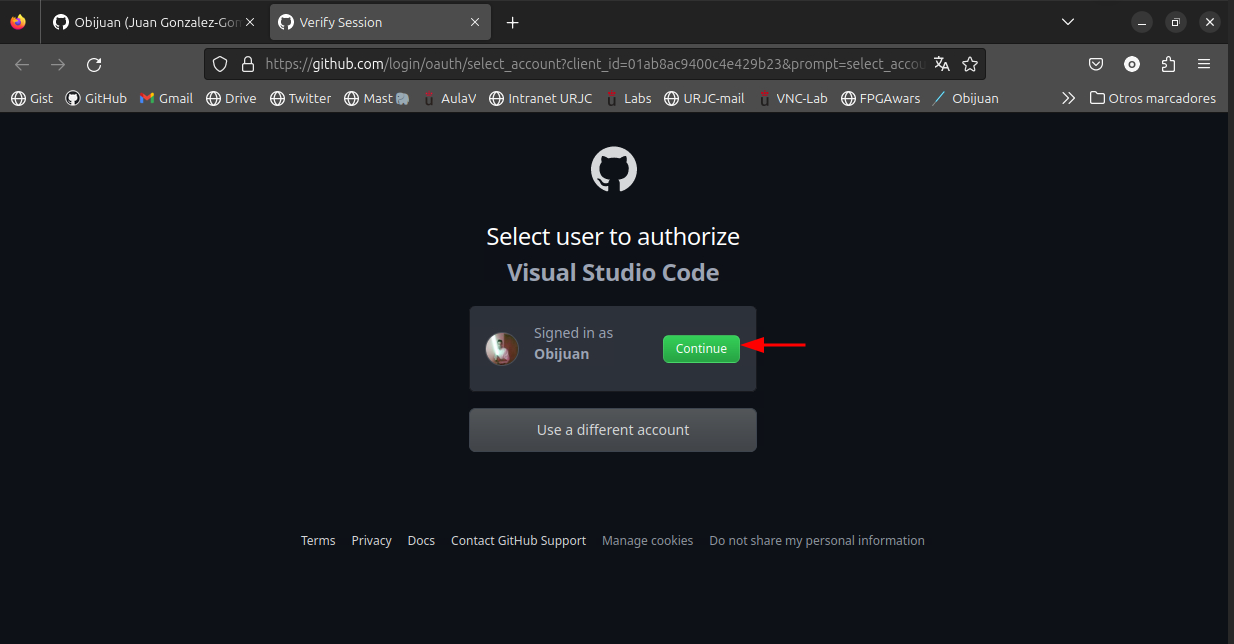 Obijuan (Juan Gonzalez-Gon
Verify Session
https://github.com/login/oauth/select_account?client_id=01ab8ac9400c4e429b23&prompt=select_accou
Gist GitHub Gmail Drive Twitter Mast AulaV Intranet URJC Labs URJC-mail VNC-Lab FPGAwars Obijuan Otros marcadores
Select user to authorize
Visual Studio Code
Signed in as
Obijuan
Continue
Use a different account
Terms Privacy Docs Contact GitHub Support Manage cookies Do not share my personal information